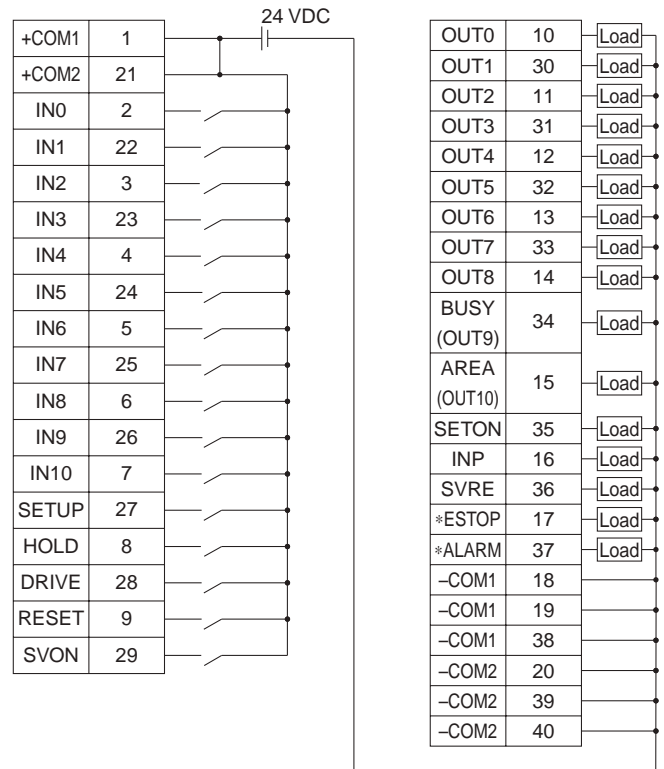 24 VDC
+COM1 1
+COM2 21
IN0 2
IN1 22
IN2 3
IN3 23
IN4 4
IN5 24
IN6 5
IN7 25
IN8 6
IN9 26
IN10 7
SETUP 27
HOLD 8
DRIVE 28
RESET 9
SVON 29
OUT0 10 Load
OUT1 30 Load
OUT2 11 Load
OUT3 31 Load
OUT4 12 Load
OUT5 32 Load
OUT6 13 Load
OUT7 33 Load
OUT8 14 Load
BUSY
(OUT9) 34 Load
AREA
(OUT10) 15 Load
SETON 35 Load
INP 16 Load
SVRE 36 Load
∗ESTOP 17 Load
∗ALARM 37 Load
–COM1 18
–COM1 19
–COM1 38
–COM2 20
–COM2 39
–COM2 40